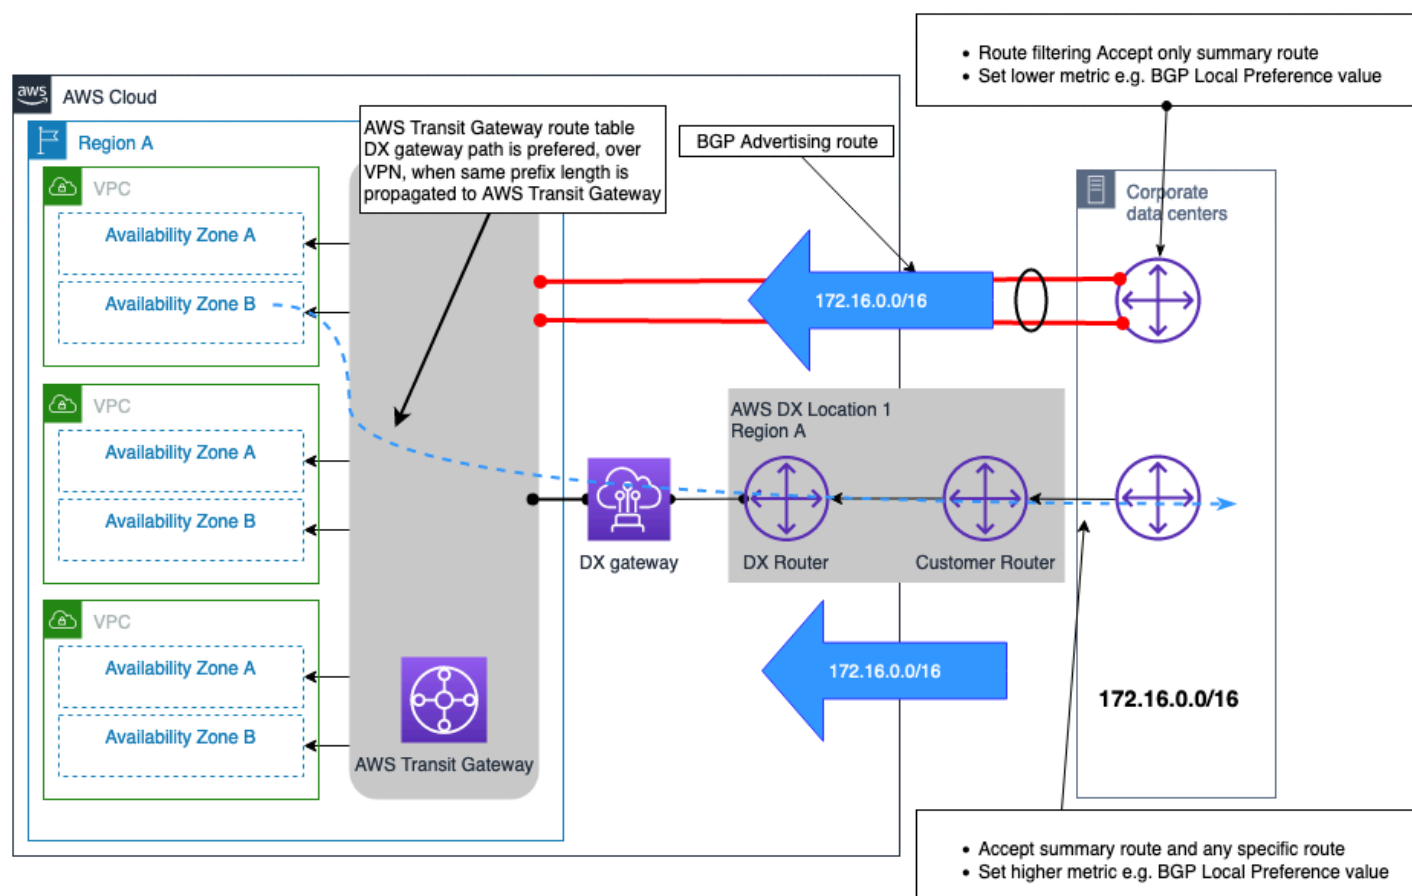 • Route filtering Accept only summary route
• Set lower metric e.g. BGP Local Preference value
aws
AWS Cloud
Region A
AWS Transit Gateway route table
DX gateway path is prefered, over
VPN, when same prefix length is
propagated to AWS Transit Gateway
BGP Advertising route
VPC
Availability Zone A
Availability Zone B
Corporate
data centers
172.16.0.0/16
VPC
Availability Zone A
Availability Zone B
AWS DX Location 1
Region A
DX gateway
DX Router
Customer Router
VPC
Availability Zone A
Availability Zone B
AWS Transit Gateway
172.16.0.0/16
172.16.0.0/16
• Accept summary route and any specific route
• Set higher metric e.g. BGP Local Preference value